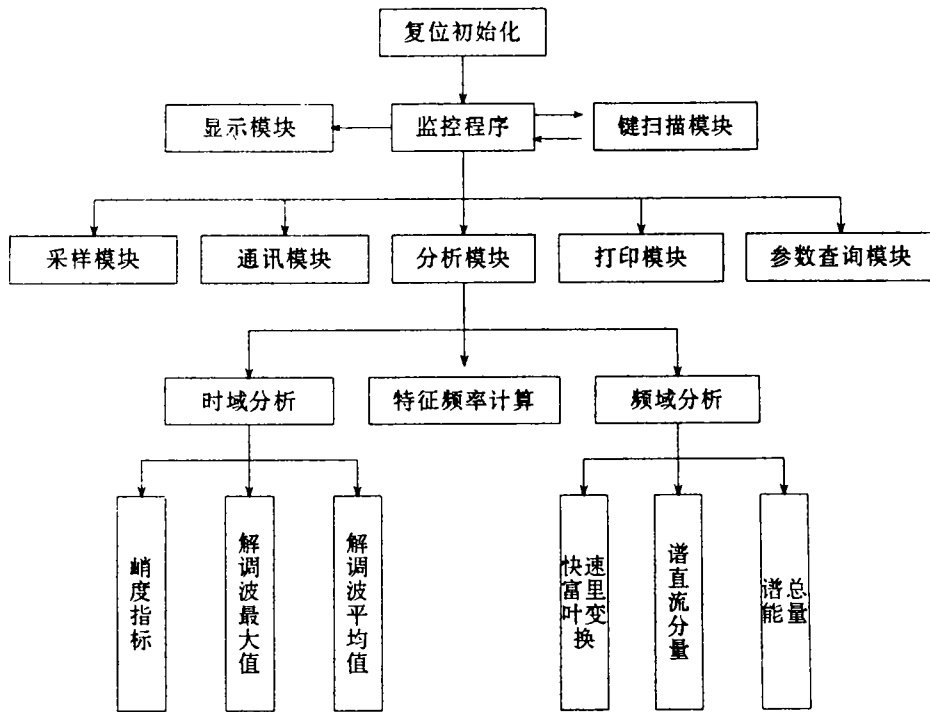 复位初始化
显示模块
监控程序
键扫描模块
采样模块
通讯模块
分析模块
打印模块
参数查询模块
时域分析
特征频率计算
频域分析
峭度指标
解调波最大值
解调波平均值
快速富里叶变换
谱直流分量
谱总能量